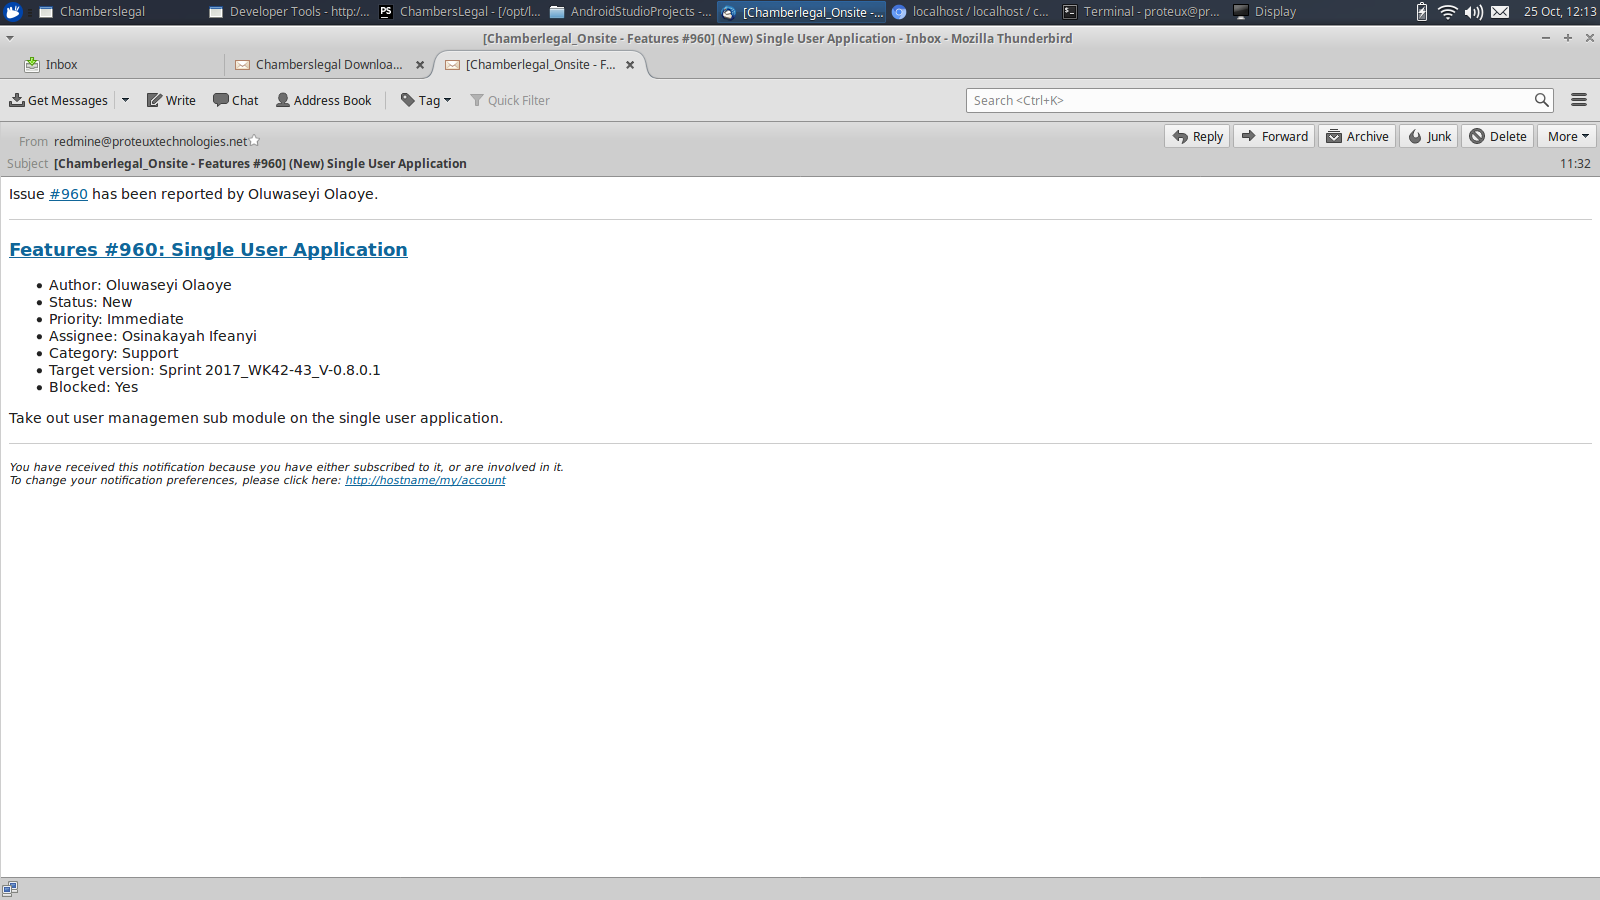 Chamberslegal
Developer Tools - http:/...
PS ChambersLegal - [/opt/l...
AndroidStudioProjects -...
[Chamberlegal_Onsite -...
localhost / localhost / c...
Terminal - proteux@pr...
Display
25 Oct, 12:13
[Chamberlegal_Onsite - Features #960] (New) Single User Application - Inbox - Mozilla Thunderbird
Inbox
Chamberslegal Downloa...
[Chamberlegal_Onsite - F...
Get Messages
Write
Chat
Address Book
Tag
Quick Filter
Search <Ctrl+K>
From redmine@proteuxtechnologies.net
Reply
Forward
Archive
Junk
Delete
More
Subject [Chamberlegal_Onsite - Features #960] (New) Single User Application
11:32
Issue #960 has been reported by Oluwaseyi Olaoye.
Features #960: Single User Application
• Author: Oluwaseyi Olaoye
• Status: New
• Priority: Immediate
• Assignee: Osinakayah Ifeanyi
• Category: Support
• Target version: Sprint 2017_WK42-43_V-0.8.0.1
• Blocked: Yes
Take out user managemen sub module on the single user application.
You have received this notification because you have either subscribed to it, or are involved in it.
To change your notification preferences, please click here: http://hostname/my/account